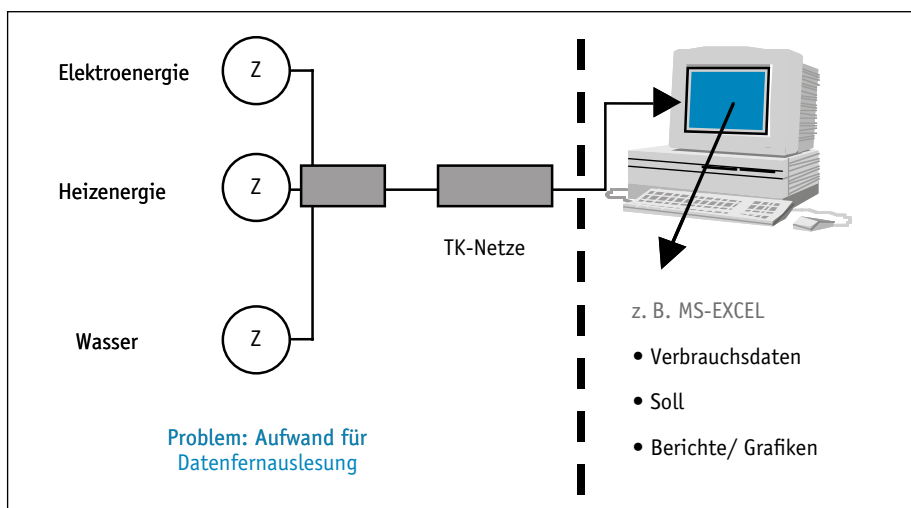 Elektroenergie
Z
Heizenergie
Z
TK-Netze
Wasser
Z
Problem: Aufwand für
Datenfernauslesung
z. B. MS-EXCEL
• Verbrauchsdaten
• Soll
• Berichte/ Grafiken